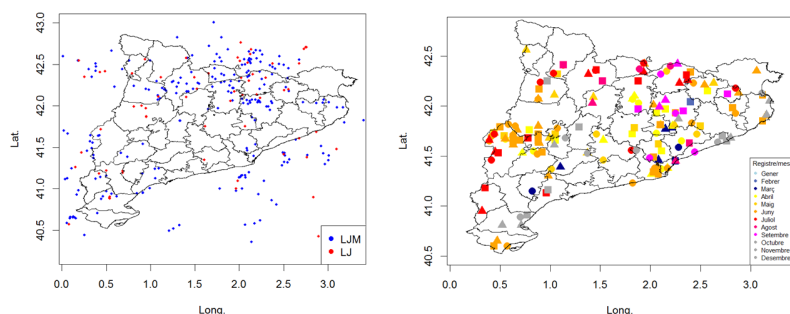 43.0
42.5
42.0
41.5
41.0
40.5
Lat.
0.0 0.5 1.0 1.5 2.0 2.5 3.0
Long.
LJM
LJ
42.5
42.0
41.5
41.0
40.5
Lat.
0.0 0.5 1.0 1.5 2.0 2.5 3.0
Long.
Registre/mes
Gener
Febrer
Març
Abril
Maig
Juny
Juliol
Agost
Setembre
Octubre
Novembre
Desembre